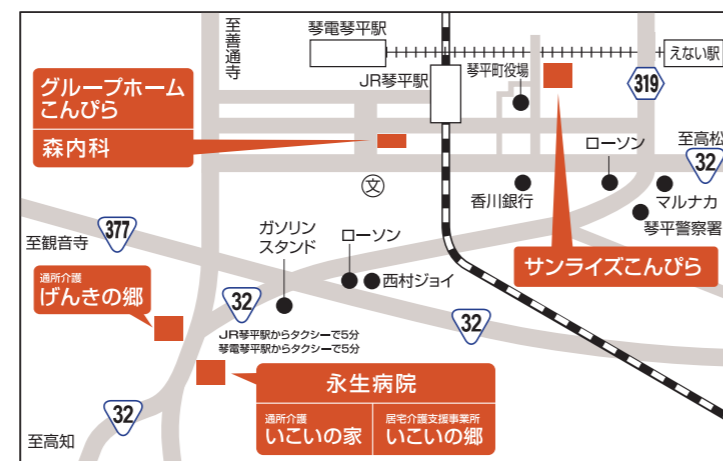 至善通寺
琴電琴平駅
JR琴平駅
琴平町役場
えない駅
319
グループホーム
こんぴら
森内科
ローソン
至高松
32
文
香川銀行
マルナカ
琴平警察署
377
至観音寺
ガソリン
スタンド
ローソン
西村ジョイ
サンライズこんぴら
通所介護
げんきの郷
32
32
JR琴平駅からタクシーで5分
琴電琴平駅からタクシーで5分
永生病院
通所介護
いこいの家
居宅介護支援事業所
いこいの郷
32
至高知